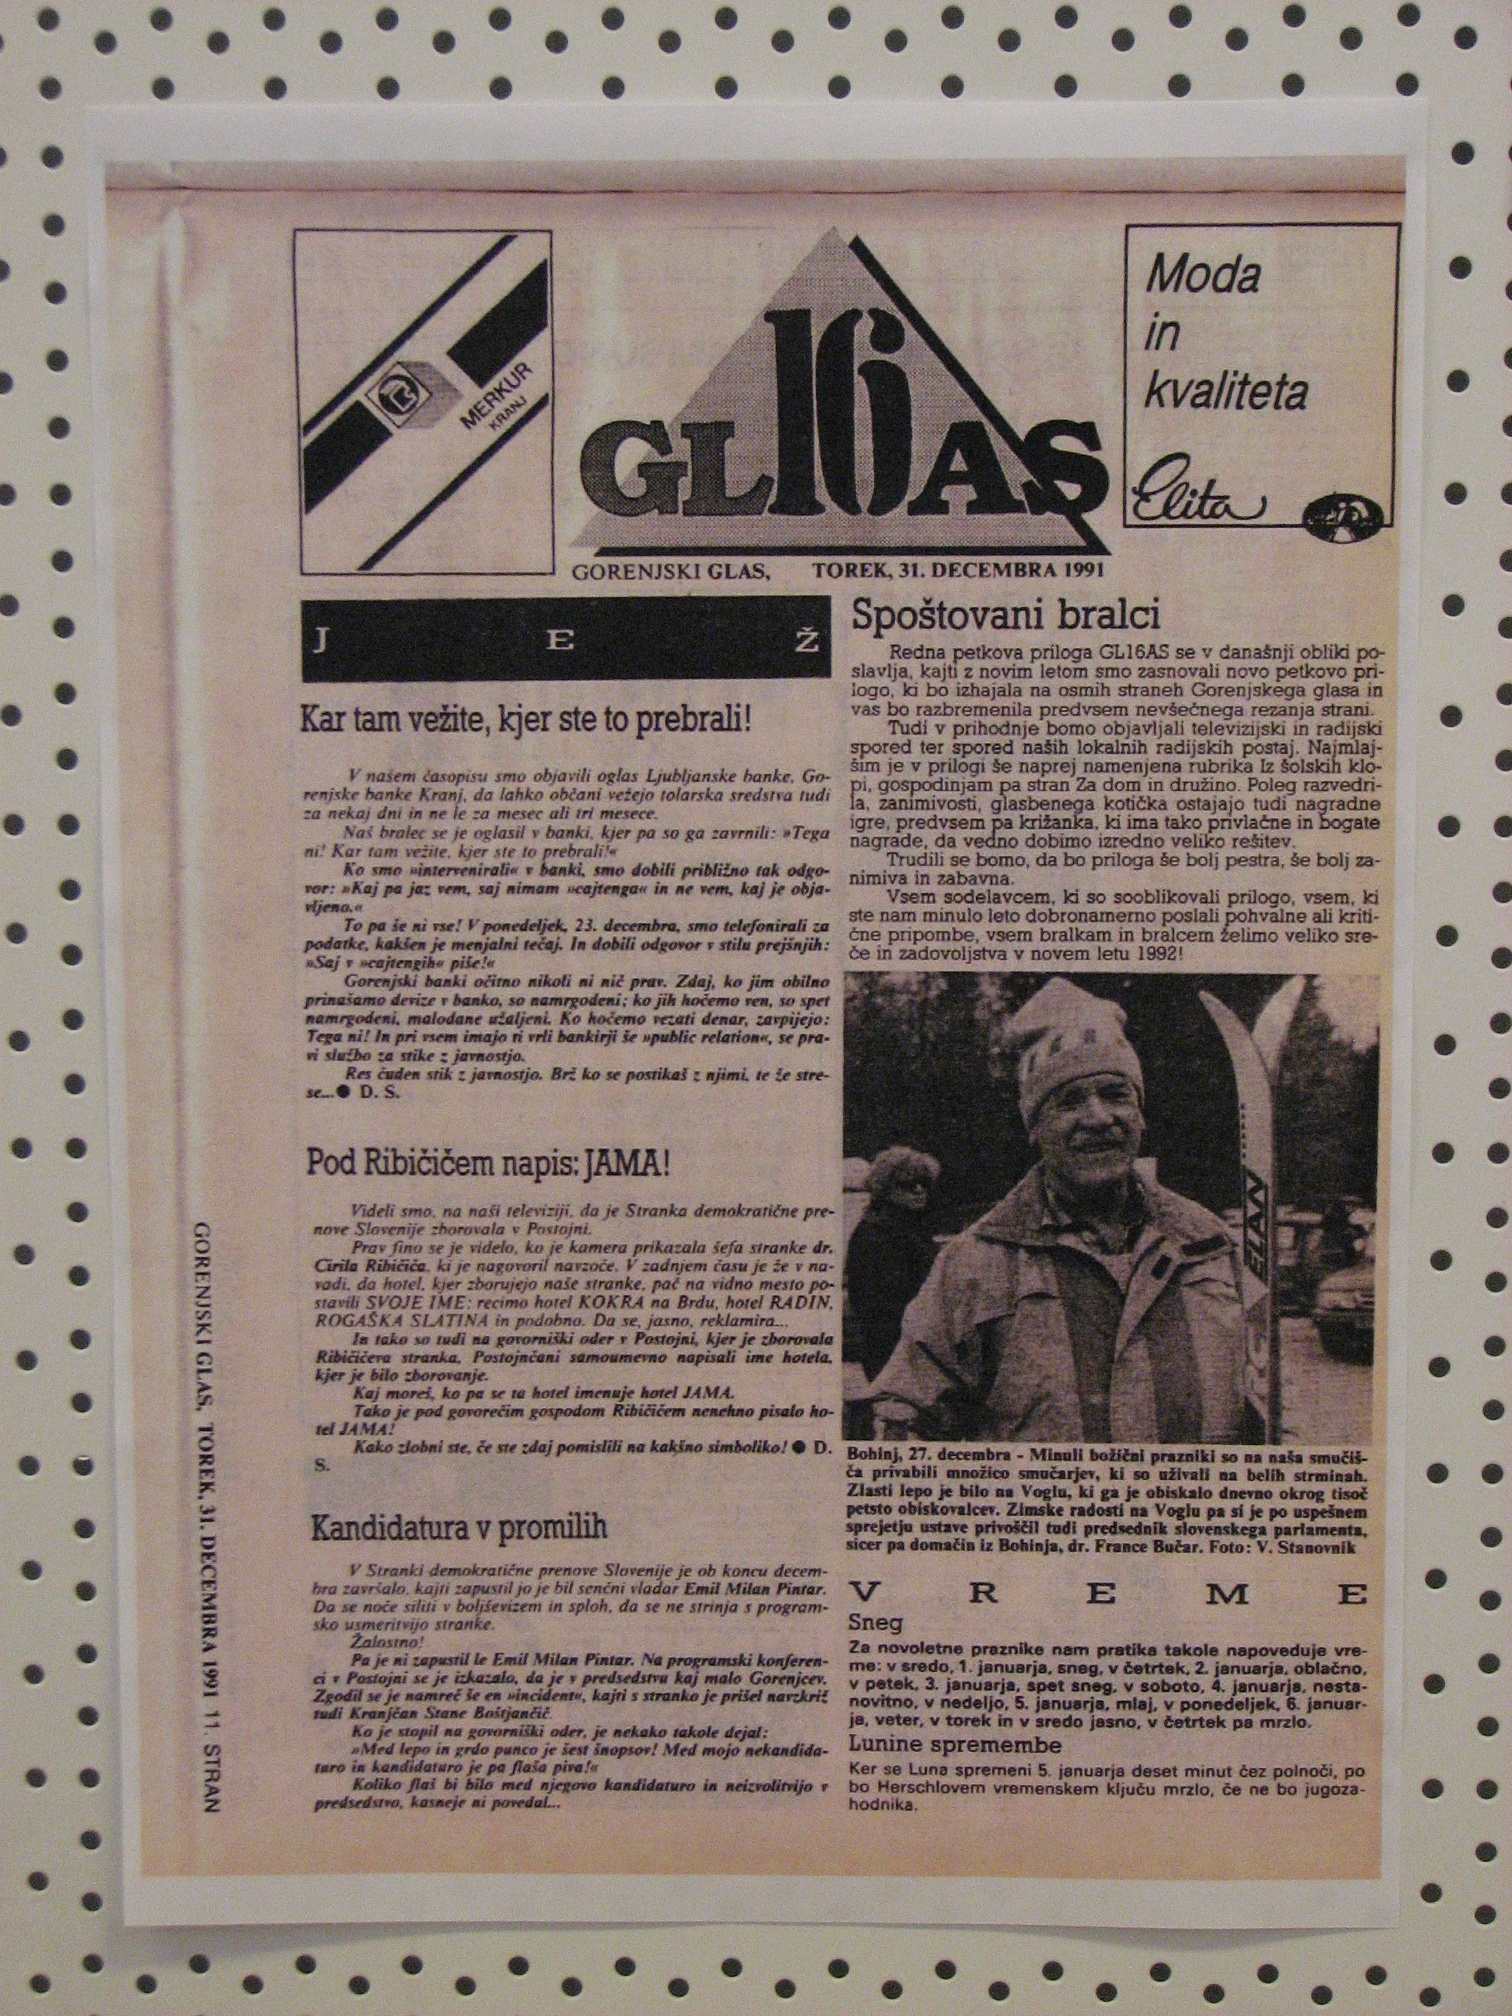 MERKUR
KRANJ
GL16AS
Moda
in
kvaliteta
Elita
GORENJSKI GLAS, TOREK, 31. DECEMBRA 1991
J E Ž
Kar tam vežite, kjer ste to prebrali!
V našem časopisu smo objavili oglas Ljubljanske banke, Go-
renjske banke Kranj, da lahko občani vežejo tolarska sredstva tudi
za nekaj dni in ne le za mesec ali tri mesece.
Naš bralec se je oglasil v banki, kjer pa so ga zavrnili: »Tega
ni! Kar tam vežite, kjer ste to prebrali!«
Ko smo »intervenirali« v banki, smo dobili približno tak odgo-
vor: »Kaj pa jaz vem, saj nimam »cajtenga« in ne vem, kaj je obja-
vljeno.«
To pa še ni vse! V ponedeljek, 23. decembra, smo telefonirali za
podatke, kakšen je menjalni tečaj. In dobili odgovor v stilu prejšnjih:
»Saj v »cajtengih« piše!«
Gorenjski banki očitno nikoli ni nič prav. Zdaj, ko jim obilno
prinašamo devize v banko, so namrgodeni; ko jih hočemo ven, so spet
namrgodeni, malodane užaljeni. Ko hočemo vezati denar, zavpijejo:
Tega ni! In pri vsem imajo ti vrli bankirji še »public relation«, se pra-
vi službo za stike z javnostjo.
Res čuden stik z javnostjo. Brž ko se postikaš z njimi, te že stre-
se...● D. S.
Pod Ribičičem napis: JAMA!
Videli smo, na naši televiziji, da je Stranka demokratične pre-
nove Slovenije zborovala v Postojni.
Prav fino se je videlo, ko je kamera prikazala šefa stranke dr.
Cirila Ribičiča, ki je nagovoril navzoče. V zadnjem času je že v na-
vadi, da hotel, kjer zborujejo naše stranke, pač na vidno mesto po-
stavili SVOJE IME: recimo hotel KOKRA na Brdu, hotel RADIN,
ROGAŠKA SLATINA in podobno. Da se, jasno, reklamira...
In tako so tudi na govorniški oder v Postojni, kjer je zborovala
Ribičičeva stranka, Postojnčani samoumevno napisali ime hotela,
kjer je bilo zborovanje.
Kaj moreš, ko pa se ta hotel imenuje hotel JAMA.
Tako je pod govorečim gospodom Ribičičem nenehno pisalo ho-
tel JAMA!
Kako zlobni ste, če ste zdaj pomislili na kakšno simboliko! ● D.
S.
Kandidatura v promilih
V Stranki demokratične prenove Slovenije je ob koncu decem-
bra završalo, kajti zapustil jo je bil senčni vladar Emil Milan Pintar.
Da se noče siliti v boljševizem in sploh, da se ne strinja s program-
sko usmeritvijo stranke.
Žalostno!
Pa je ni zapustil le Emil Milan Pintar. Na programski konferen-
ci v Postojni se je izkazalo, da je v predsedstvu kaj malo Gorenjcev.
Zgodil se je namreč še en »incident«, kajti s stranko je prišel navzkriž
tudi Kranjčan Stane Boštjančič.
Ko je stopil na govorniški oder, je nekako takole dejal:
»Med lepo in grdo punco je šest šnopsov! Med mojo nekandida-
turo in kandidaturo je pa flaša piva!«
Koliko flaš bi bilo med njegovo kandidaturo in neizvolitvijo v
predsedstvo, kasneje ni povedal...
Spoštovani bralci
Redna petkova priloga GL16AS se v današnji obliki po-
slavlja, kajti z novim letom smo zasnovali novo petkovo pri-
logo, ki bo izhajala na osmih straneh Gorenjskega glasa in
vas bo razbremenila predvsem nevšečnega rezanja strani.
Tudi v prihodnje bomo objavljali televizijski in radijski
spored ter spored naših lokalnih radijskih postaj. Najmlaj-
šim je v prilogi še naprej namenjena rubrika Iz šolskih klo-
pi, gospodinjam pa stran Za dom in družino. Poleg razvedri-
la, zanimivosti, glasbenega kotička ostajajo tudi nagradne
igre, predvsem pa križanka, ki ima tako privlačne in bogate
nagrade, da vedno dobimo izredno veliko rešitev.
Trudili se bomo, da bo priloga še bolj pestra, še bolj za-
nimiva in zabavna.
Vsem sodelavcem, ki so sooblikovali prilogo, vsem, ki
ste nam minulo leto dobronamerno poslali pohvalne ali kriti-
čne pripombe, vsem bralkam in bralcem želimo veliko sre-
če in zadovoljstva v novem letu 1992!
ELAN
Bohinj, 27. decembra - Minuli božični prazniki so na naša smučiš-
ča privabili množico smučarjev, ki so uživali na belih strminah.
Zlasti lepo je bilo na Voglu, ki ga je obiskalo dnevno okrog tisoč
petsto obiskovalcev. Zimske radosti na Voglu pa si je po uspešnem
sprejetju ustave privoščil tudi predsednik slovenskega parlamenta,
sicer pa domačin iz Bohinja, dr. France Bučar. Foto: V. Stanovnik
V R E M E
Sneg
Za novoletne praznike nam pratika takole napoveduje vre-
me: v sredo, 1. januarja, sneg, v četrtek, 2. januarja, oblačno,
v petek, 3. januarja, spet sneg, v soboto, 4. januarja, nesta-
novitno, v nedeljo, 5. januarja, mlaj, v ponedeljek, 6. januar-
ja, veter, v torek in v sredo jasno, v četrtek pa mrzlo.
Lunine spremembe
Ker se Luna spremeni 5. januarja deset minut čez polnoči, po
bo Herschlovem vremenskem ključu mrzlo, če ne bo jugoza-
hodnika.
GORENJSKI GLAS, TOREK, 31. DECEMBRA 1991 11. STRAN